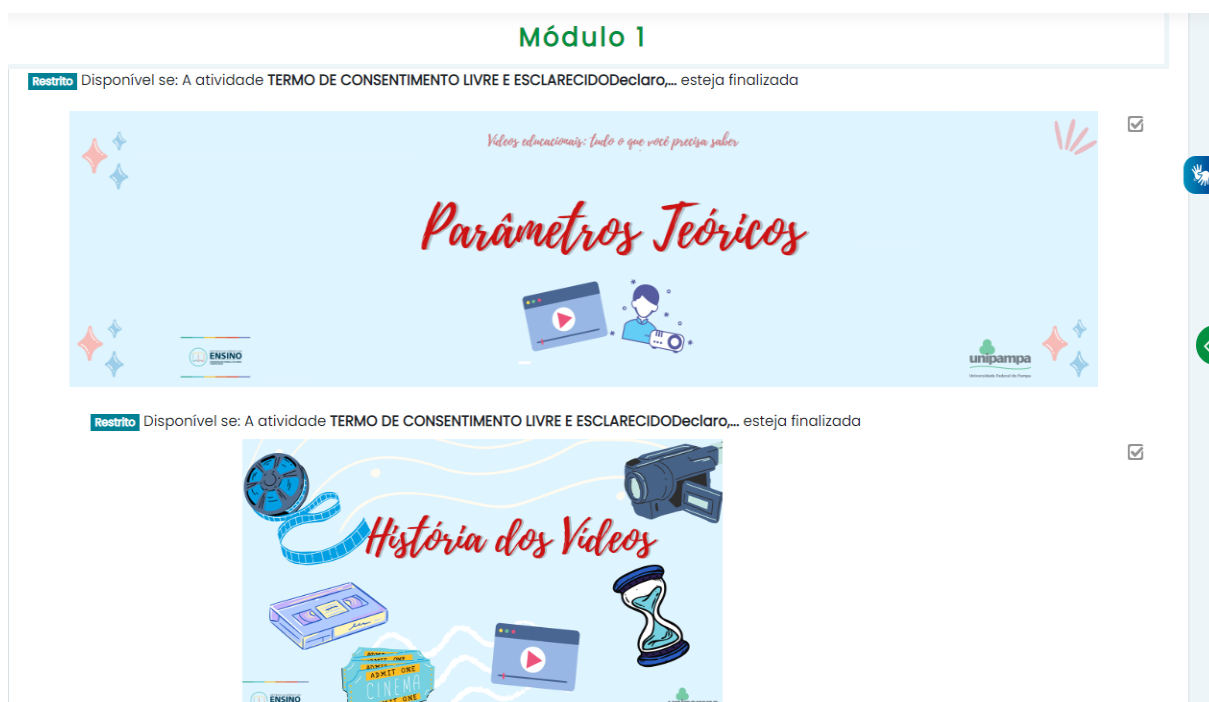 Módulo 1
Restrito Disponível se: A atividade TERMO DE CONSENTIMENTO LIVRE E ESCLARECIDODeclaro,... esteja finalizada
Vídeos educacionais: tudo o que você precisa saber
Parâmetros Teóricos
ENSINO
unipampa
Universidade Federal do Pampa
Restrito Disponível se: A atividade TERMO DE CONSENTIMENTO LIVRE E ESCLARECIDODeclaro,... esteja finalizada
História dos Vídeos
ADMIT ONE
CINEMA
ENSINO